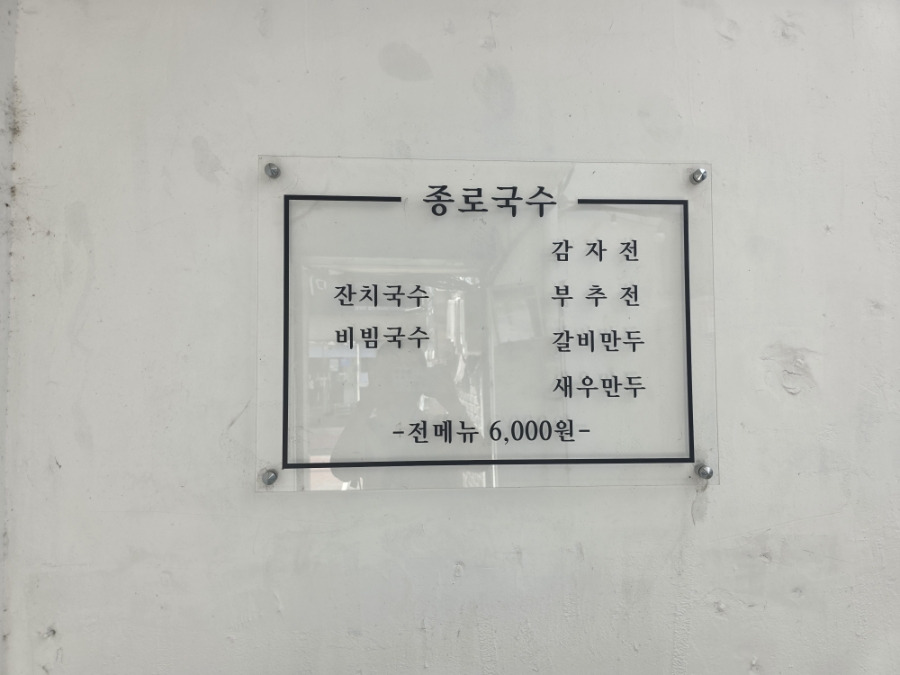 종로국수
잔치국수
비빔국수
감 자 전
부 추 전
갈비만두
새우만두
-전메뉴 6,000원-